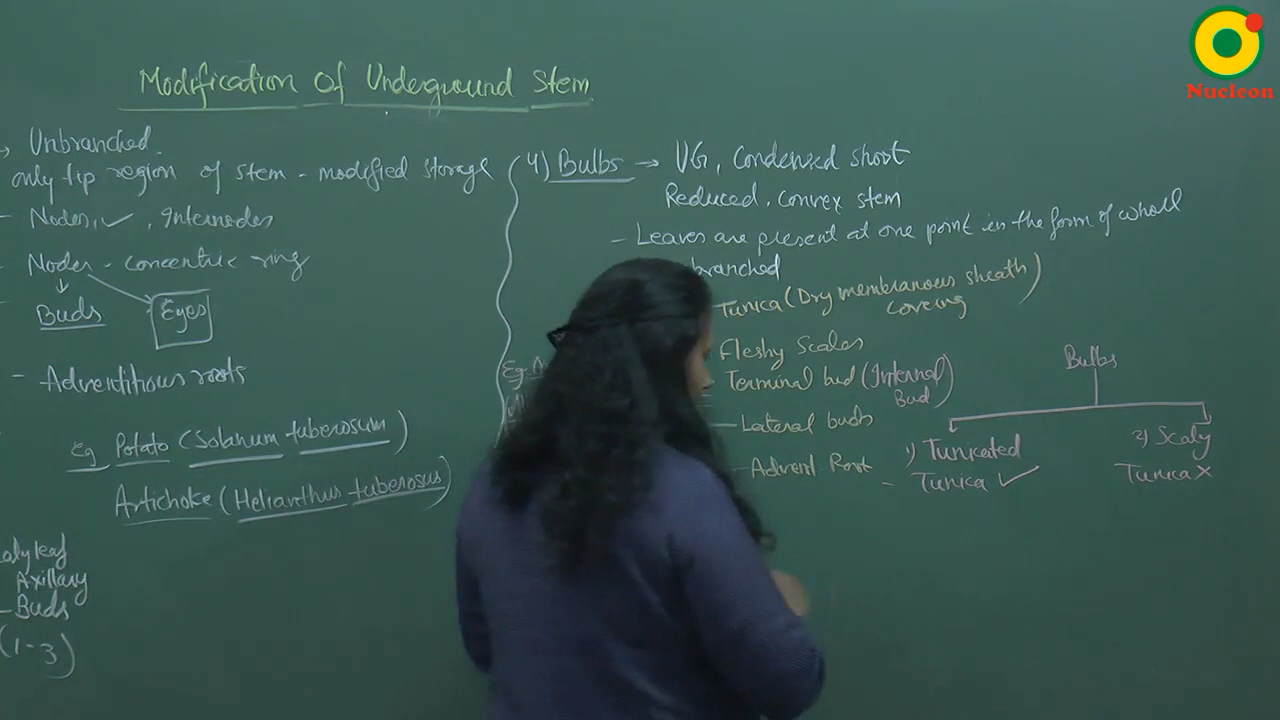 Nucleon
Modification Of Underground Stem
→ Unbranched
only tip region of stem - modified storage
- Nodes, ✓, Internodes
- Nodes - concentric ring
↓
Buds
Eyes
- Adventitious roots
eg Potato (Solanum tuberosum)
Artichoke (Helianthus tuberosus)
Axillary
- Buds
(1-3)
4) Bulbs → UG, Condensed shoot
Reduced, convex stem
- Leaves are present at one point in the form of whorl
branched
Tunica (Dry membranous sheath)
covering
Fleshy Scales
Terminal bud (Internal
Bud)
Lateral buds
- Advent Root
Eg.
Bulbs
1) Tunicated
- Tunica ✓
2) Scaly
Tunica X